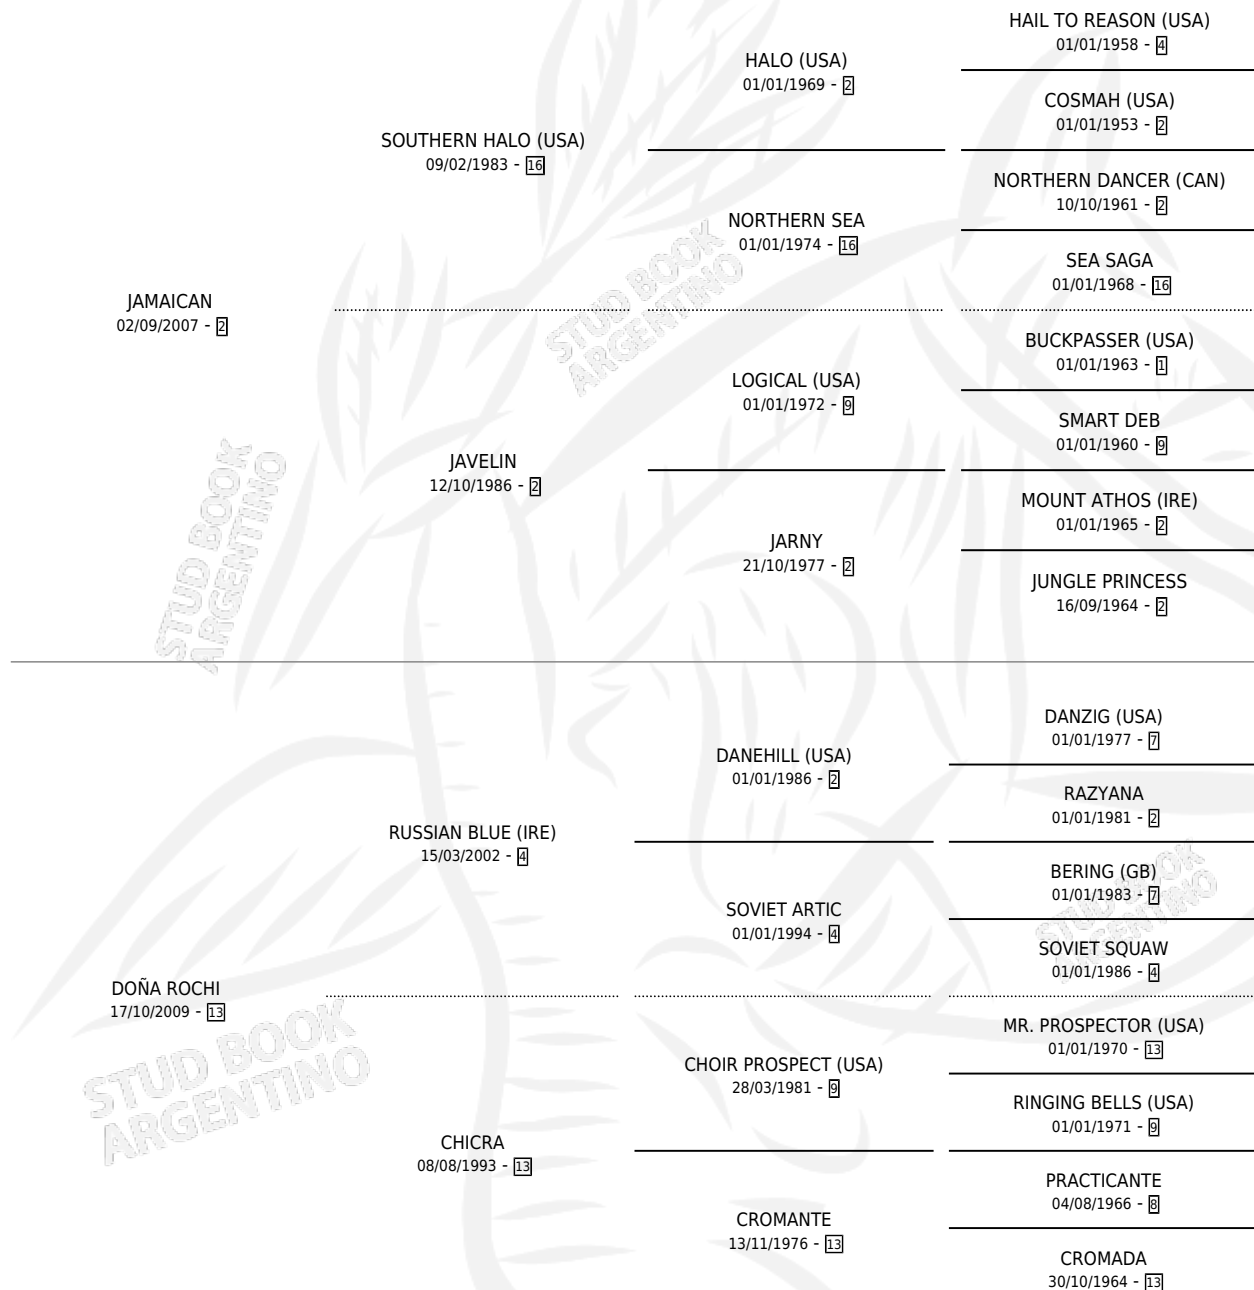 HAIL TO REASON (USA)
01/01/1958 - 4
HALO (USA)
01/01/1969 - 2
COSMAH (USA)
01/01/1953 - 2
SOUTHERN HALO (USA)
09/02/1983 - 16
NORTHERN DANCER (CAN)
10/10/1961 - 2
NORTHERN SEA
01/01/1974 - 16
SEA SAGA
01/01/1968 - 16
JAMAICAN
02/09/2007 - 2
BUCKPASSER (USA)
01/01/1963 - 1
LOGICAL (USA)
01/01/1972 - 9
SMART DEB
01/01/1960 - 9
JAVELIN
12/10/1986 - 2
MOUNT ATHOS (IRE)
01/01/1965 - 2
JARNY
21/10/1977 - 2
JUNGLE PRINCESS
16/09/1964 - 2
STUD BOOK
ARGENTINO
STUD BOOK
ARGENTINO
DANZIG (USA)
01/01/1977 - 7
DANEHILL (USA)
01/01/1986 - 2
RAZYANA
01/01/1981 - 2
RUSSIAN BLUE (IRE)
15/03/2002 - 4
BERING (GB)
01/01/1983 - 7
SOVIET ARTIC
01/01/1994 - 4
SOVIET SQUAW
01/01/1986 - 4
STUD BOOK
ARGENTINO
DOÑA ROCHI
17/10/2009 - 13
MR. PROSPECTOR (USA)
01/01/1970 - 13
CHOIR PROSPECT (USA)
28/03/1981 - 9
RINGING BELLS (USA)
01/01/1971 - 9
STUD BOOK
ARGENTINO
CHICRA
08/08/1993 - 13
PRACTICANTE
04/08/1966 - 8
CROMANTE
13/11/1976 - 13
CROMADA
30/10/1964 - 13